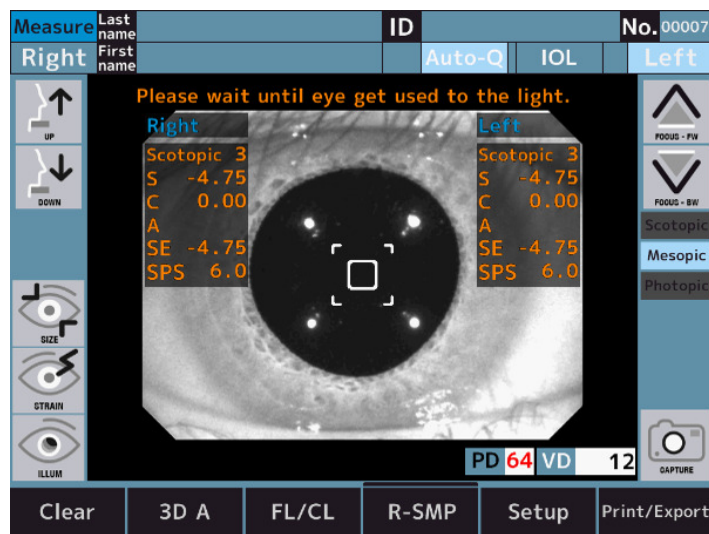 Measure Last name ID No. 00007
Right First name Auto-Q IOL Left
Please wait until eye get used to the light.
UP
DOWN
SIZE
STRAIN
ILLUM
Right
Scotopic 3
S -4.75
C 0.00
A
SE -4.75
SPS 6.0
Left
Scotopic 3
S -4.75
C 0.00
A
SE -4.75
SPS 6.0
FOCUS - FW
FOCUS - BW
Scotopic
Mesopic
Photopic
CAPTURE
PD 64 VD 12
Clear 3D A FL/CL R-SMP Setup Print/Export